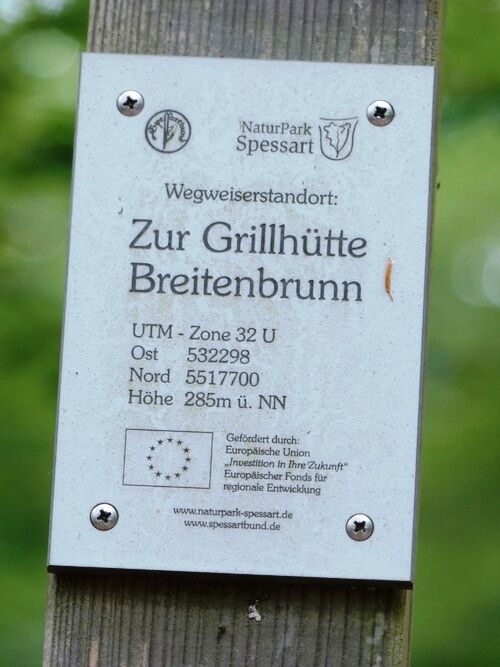 NaturPark
Spessart
Wegweiserstandort:
Zur Grillhütte
Breitenbrunn
UTM - Zone 32 U
Ost 532298
Nord 5517700
Höhe 285m ü. NN
Gefördert durch:
Europäische Union
„Investition in Ihre Zukunft"
Europäischer Fonds für
regionale Entwicklung
www.naturpark-spessart.de
www.spessartbund.de